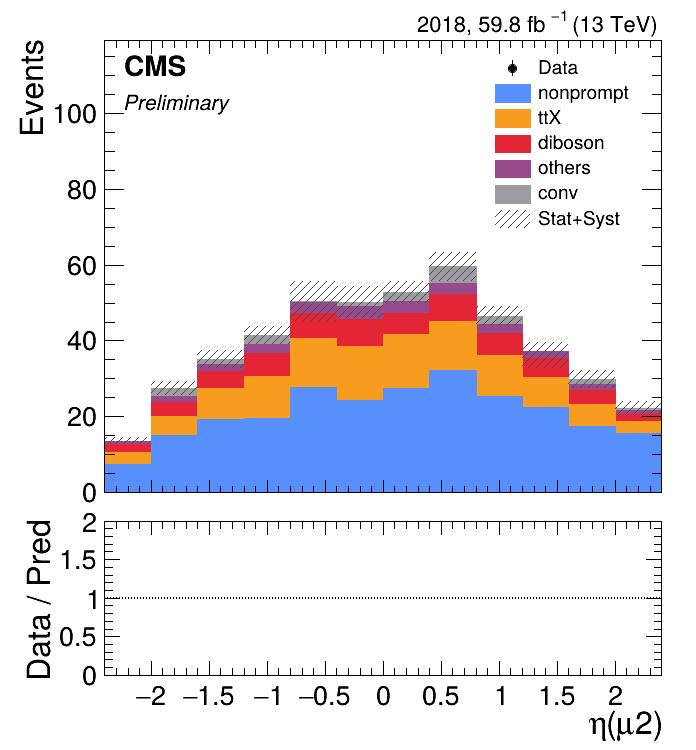 2018, 59.8 fb⁻¹ (13 TeV)
CMS
Preliminary
Data
nonprompt
ttX
diboson
others
conv
Stat+Syst
Events
100
80
60
40
20
0
Data / Pred
2
1.5
1
0.5
0
−2 −1.5 −1 −0.5 0 0.5 1 1.5 2
η(μ2)